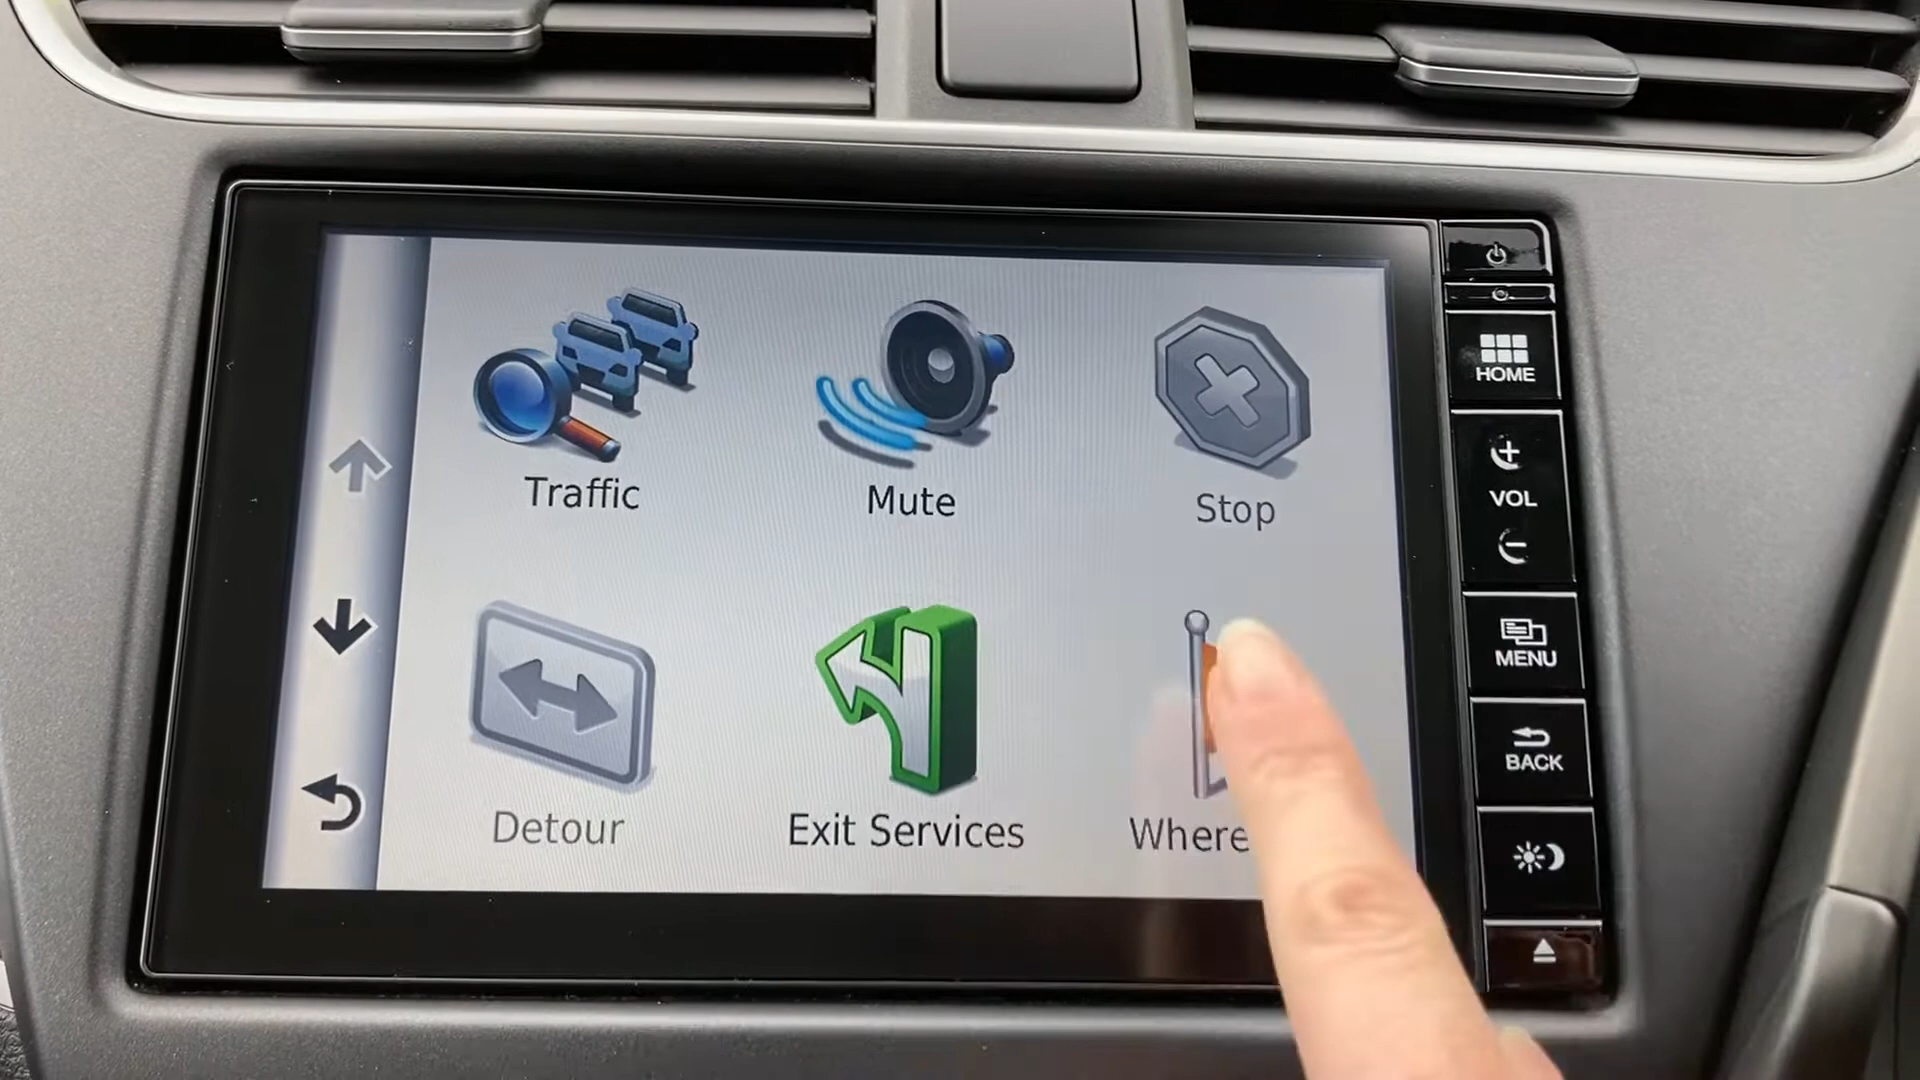 Traffic
Mute
Stop
Detour
Exit Services
Where
HOME
VOL
MENU
BACK